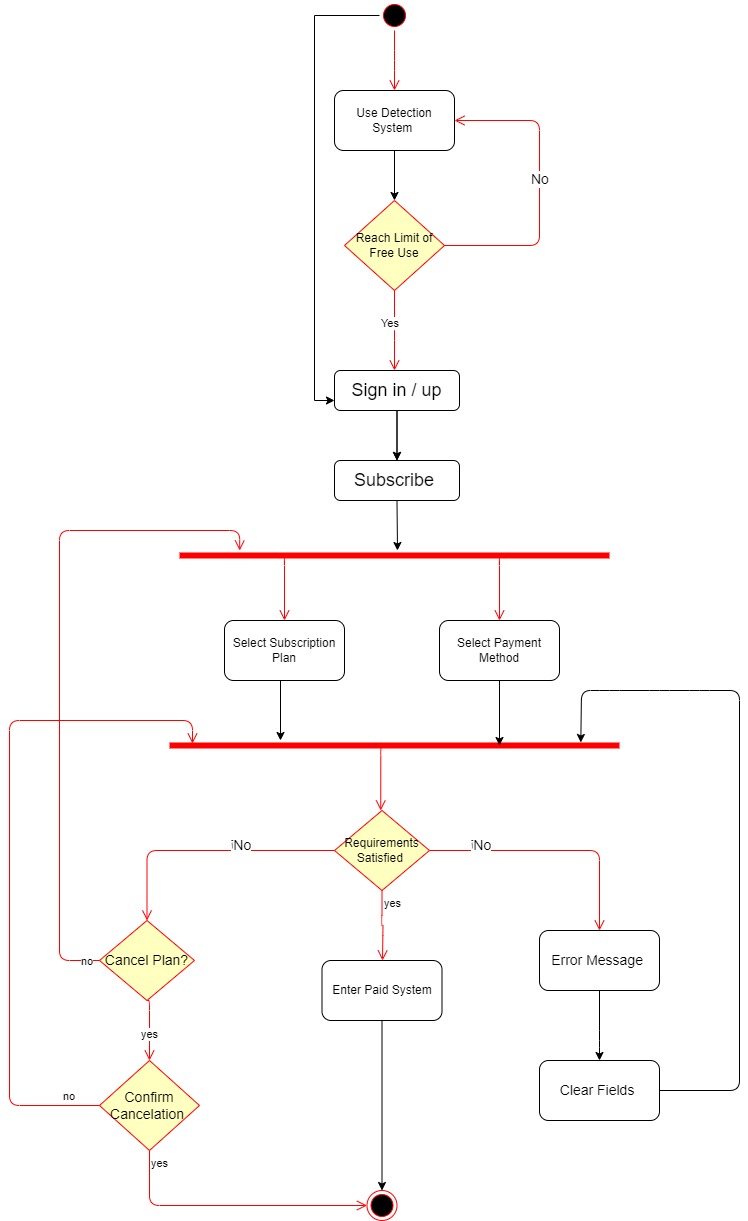 Use Detection
System
No
Reach Limit of
Free Use
Yes
Sign in / up
Subscribe
Select Subscription
Plan
Select Payment
Method
Requirements
Satisfied
iNo
iNo
yes
Cancel Plan?
no
Enter Paid System
Error Message
yes
Confirm
Cancelation
no
Clear Fields
yes